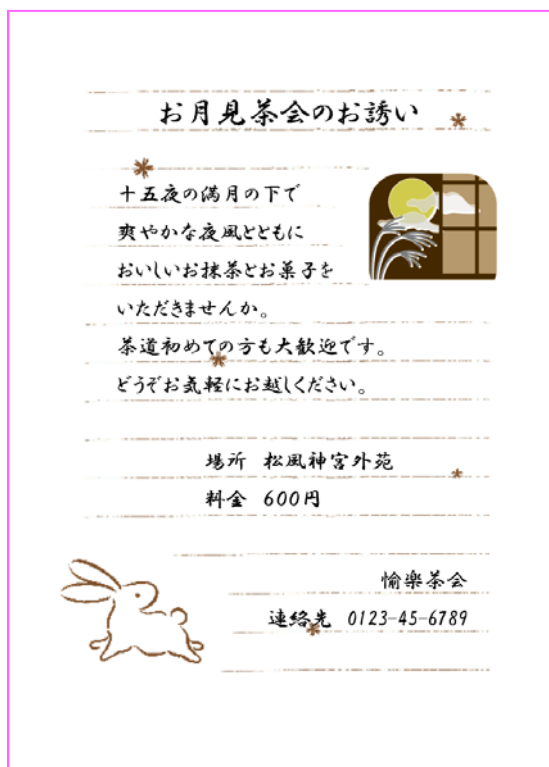 お月見茶会のお誘い
十五夜の満月の下で
爽やかな夜風とともに
おいしいお抹茶とお菓子を
いただきませんか。
茶道初めての方も大歓迎です。
どうぞお気軽にお越しください。
場所 松風神宮外苑
料金 600円
愉楽茶会
連絡先 0123-45-6789